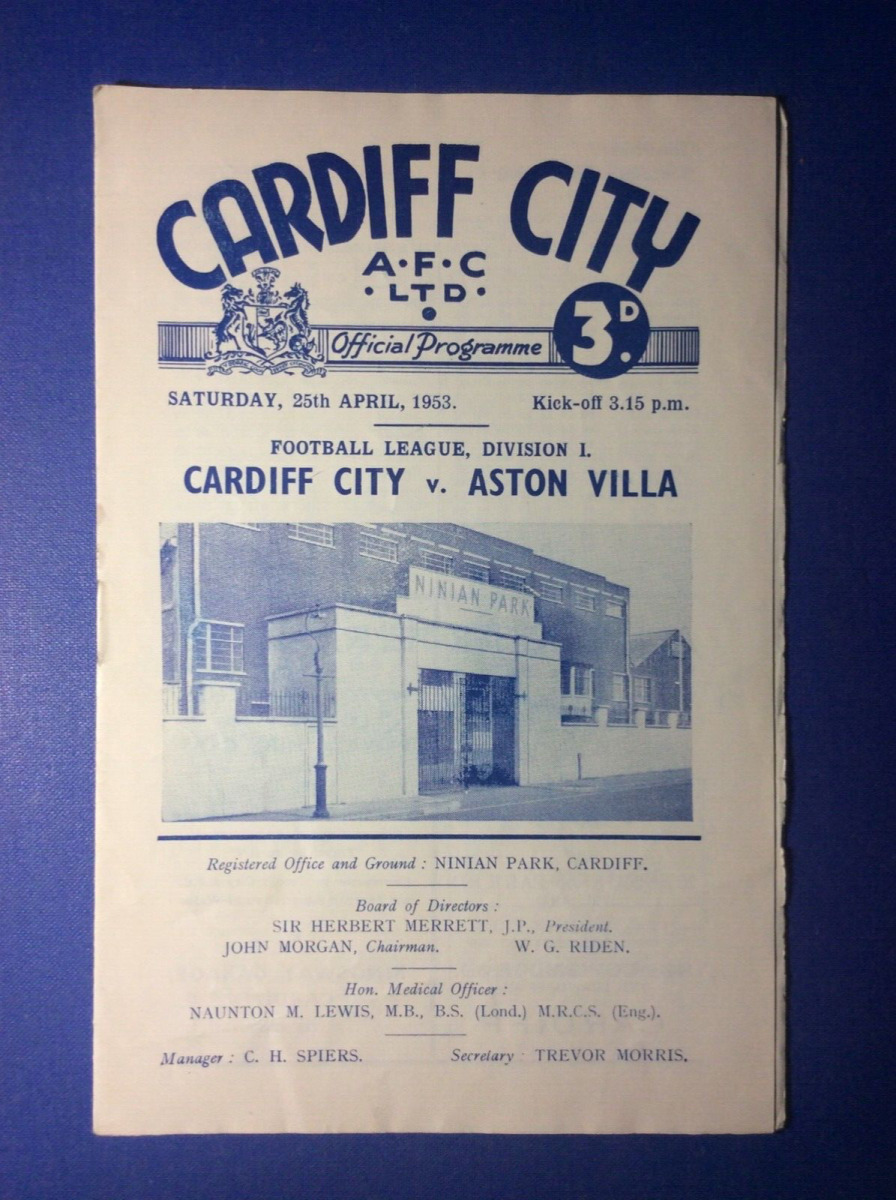 CARDIFF CITY
A·F·C
·LTD·
Official Programme
3D.
SATURDAY, 25th APRIL, 1953. Kick-off 3.15 p.m.
FOOTBALL LEAGUE, DIVISION I.
CARDIFF CITY v. ASTON VILLA
NINIAN PARK
Registered Office and Ground : NINIAN PARK, CARDIFF.
Board of Directors :
SIR HERBERT MERRETT, J.P., President.
JOHN MORGAN, Chairman. W. G. RIDEN.
Hon. Medical Officer :
NAUNTON M. LEWIS, M.B., B.S. (Lond.) M.R.C.S. (Eng.).
Manager : C. H. SPIERS. Secretary : TREVOR MORRIS.